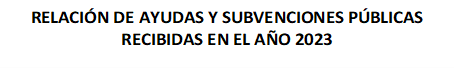 RELACIÓN DE AYUDAS Y SUBVENCIONES PÚBLICAS
RECIBIDAS EN EL AÑO 2023